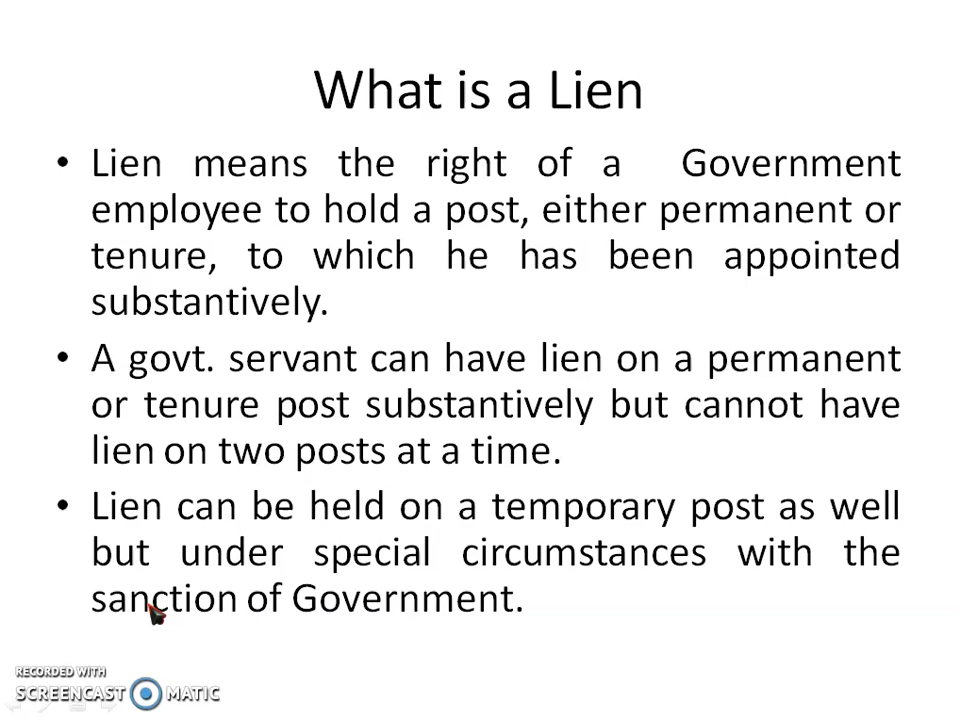 What is a Lien
• Lien means the right of a Government
employee to hold a post, either permanent or
tenure, to which he has been appointed
substantively.
• A govt. servant can have lien on a permanent
or tenure post substantively but cannot have
lien on two posts at a time.
• Lien can be held on a temporary post as well
but under special circumstances with the
sanction of Government.
RECORDED WITH
SCREENCAST MATIC